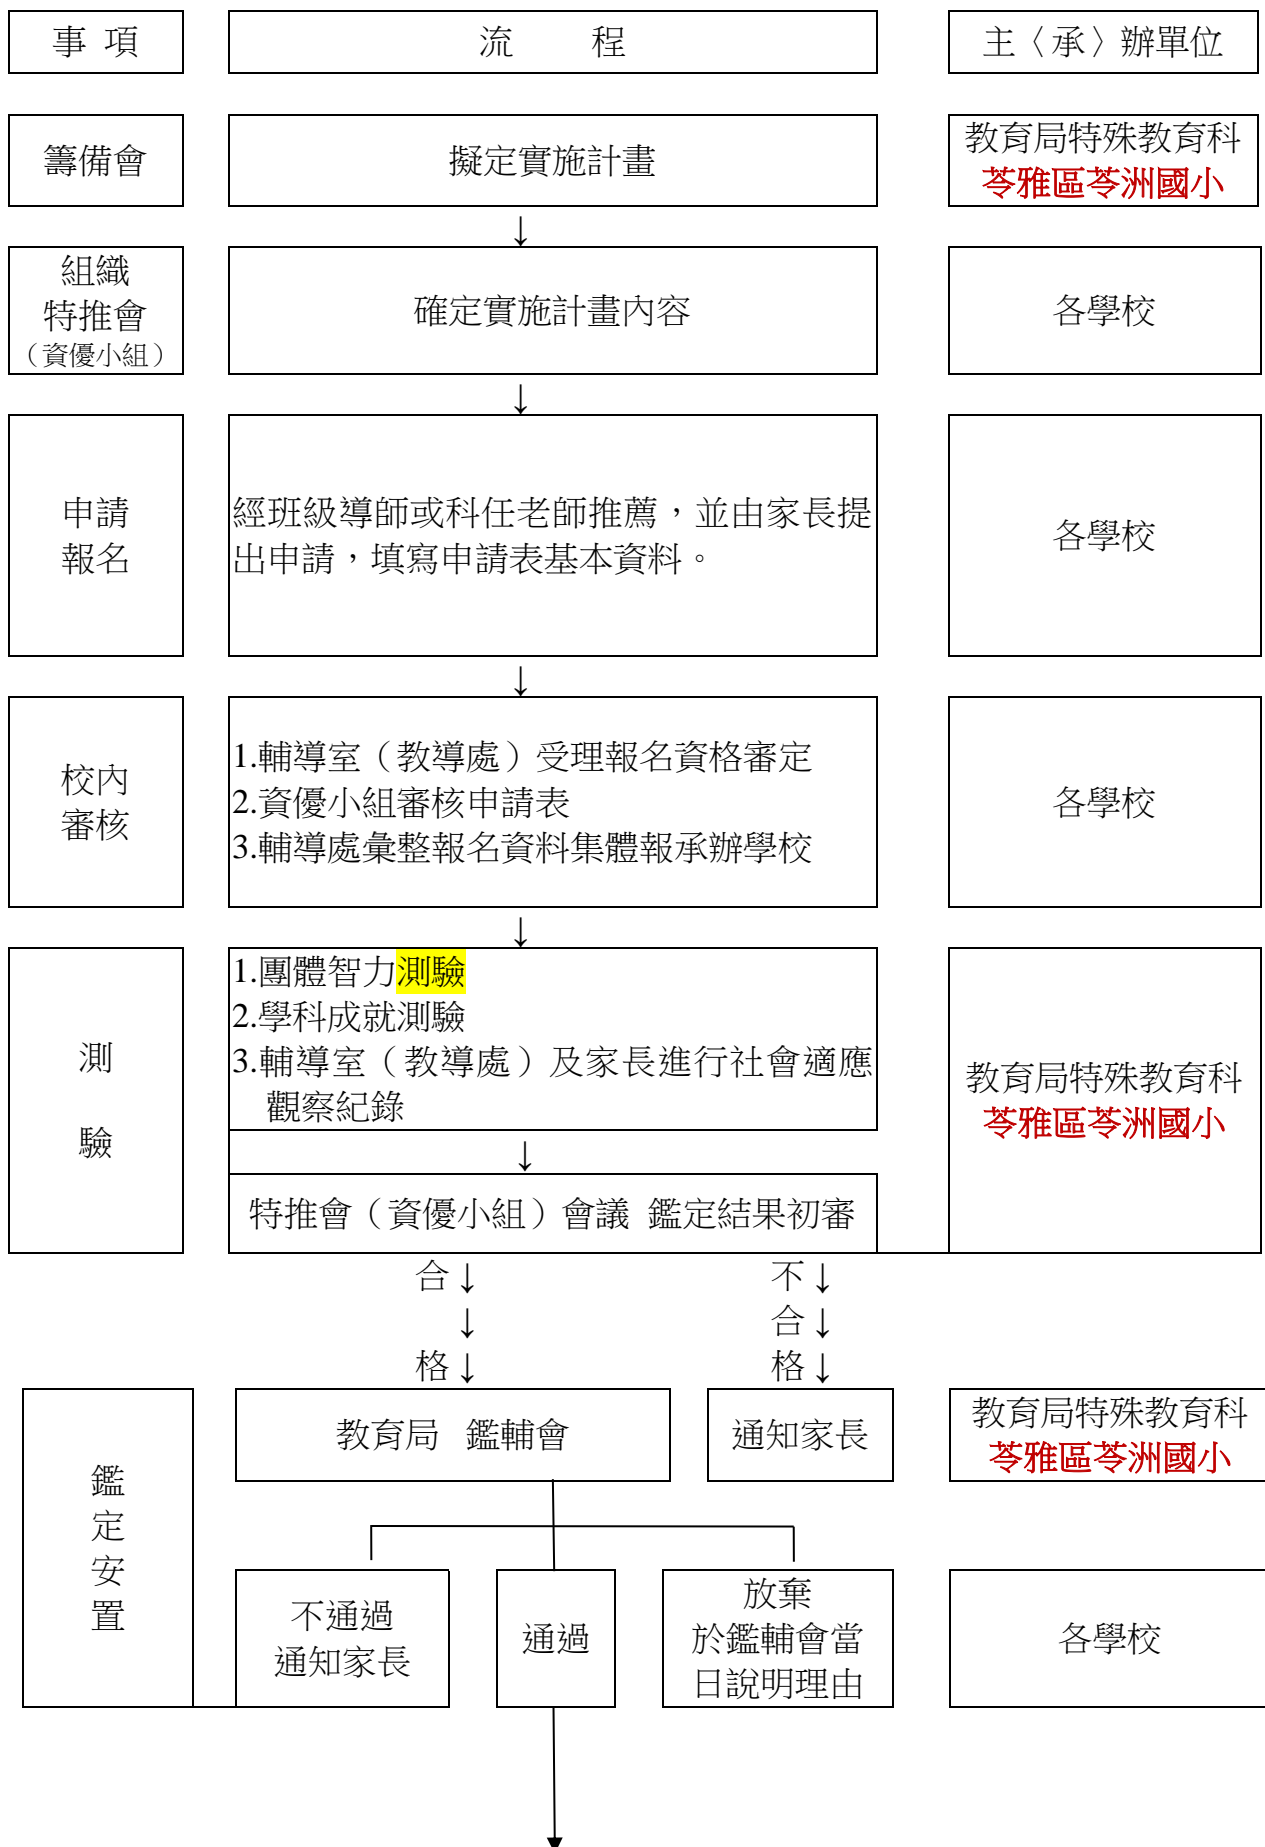 事 項
流 程
主〈承〉辦單位
籌備會
擬定實施計畫
教育局特殊教育科
苓雅區苓洲國小
↓
組織
特推會
（資優小組）
確定實施計畫內容
各學校
↓
申請
報名
經班級導師或科任老師推薦，並由家長提
出申請，填寫申請表基本資料。
各學校
↓
校內
審核
1.輔導室（教導處）受理報名資格審定
2.資優小組審核申請表
3.輔導處彙整報名資料集體報承辦學校
各學校
↓
測
驗
1.團體智力測驗
2.學科成就測驗
3.輔導室（教導處）及家長進行社會適應
觀察紀錄
↓
特推會（資優小組）會議 鑑定結果初審
教育局特殊教育科
苓雅區苓洲國小
合↓ 不↓
↓ 合↓
格↓ 格↓
鑑
定
安
置
教育局 鑑輔會
通知家長
教育局特殊教育科
苓雅區苓洲國小
不通過
通知家長
通過
放棄
於鑑輔會當
日說明理由
各學校